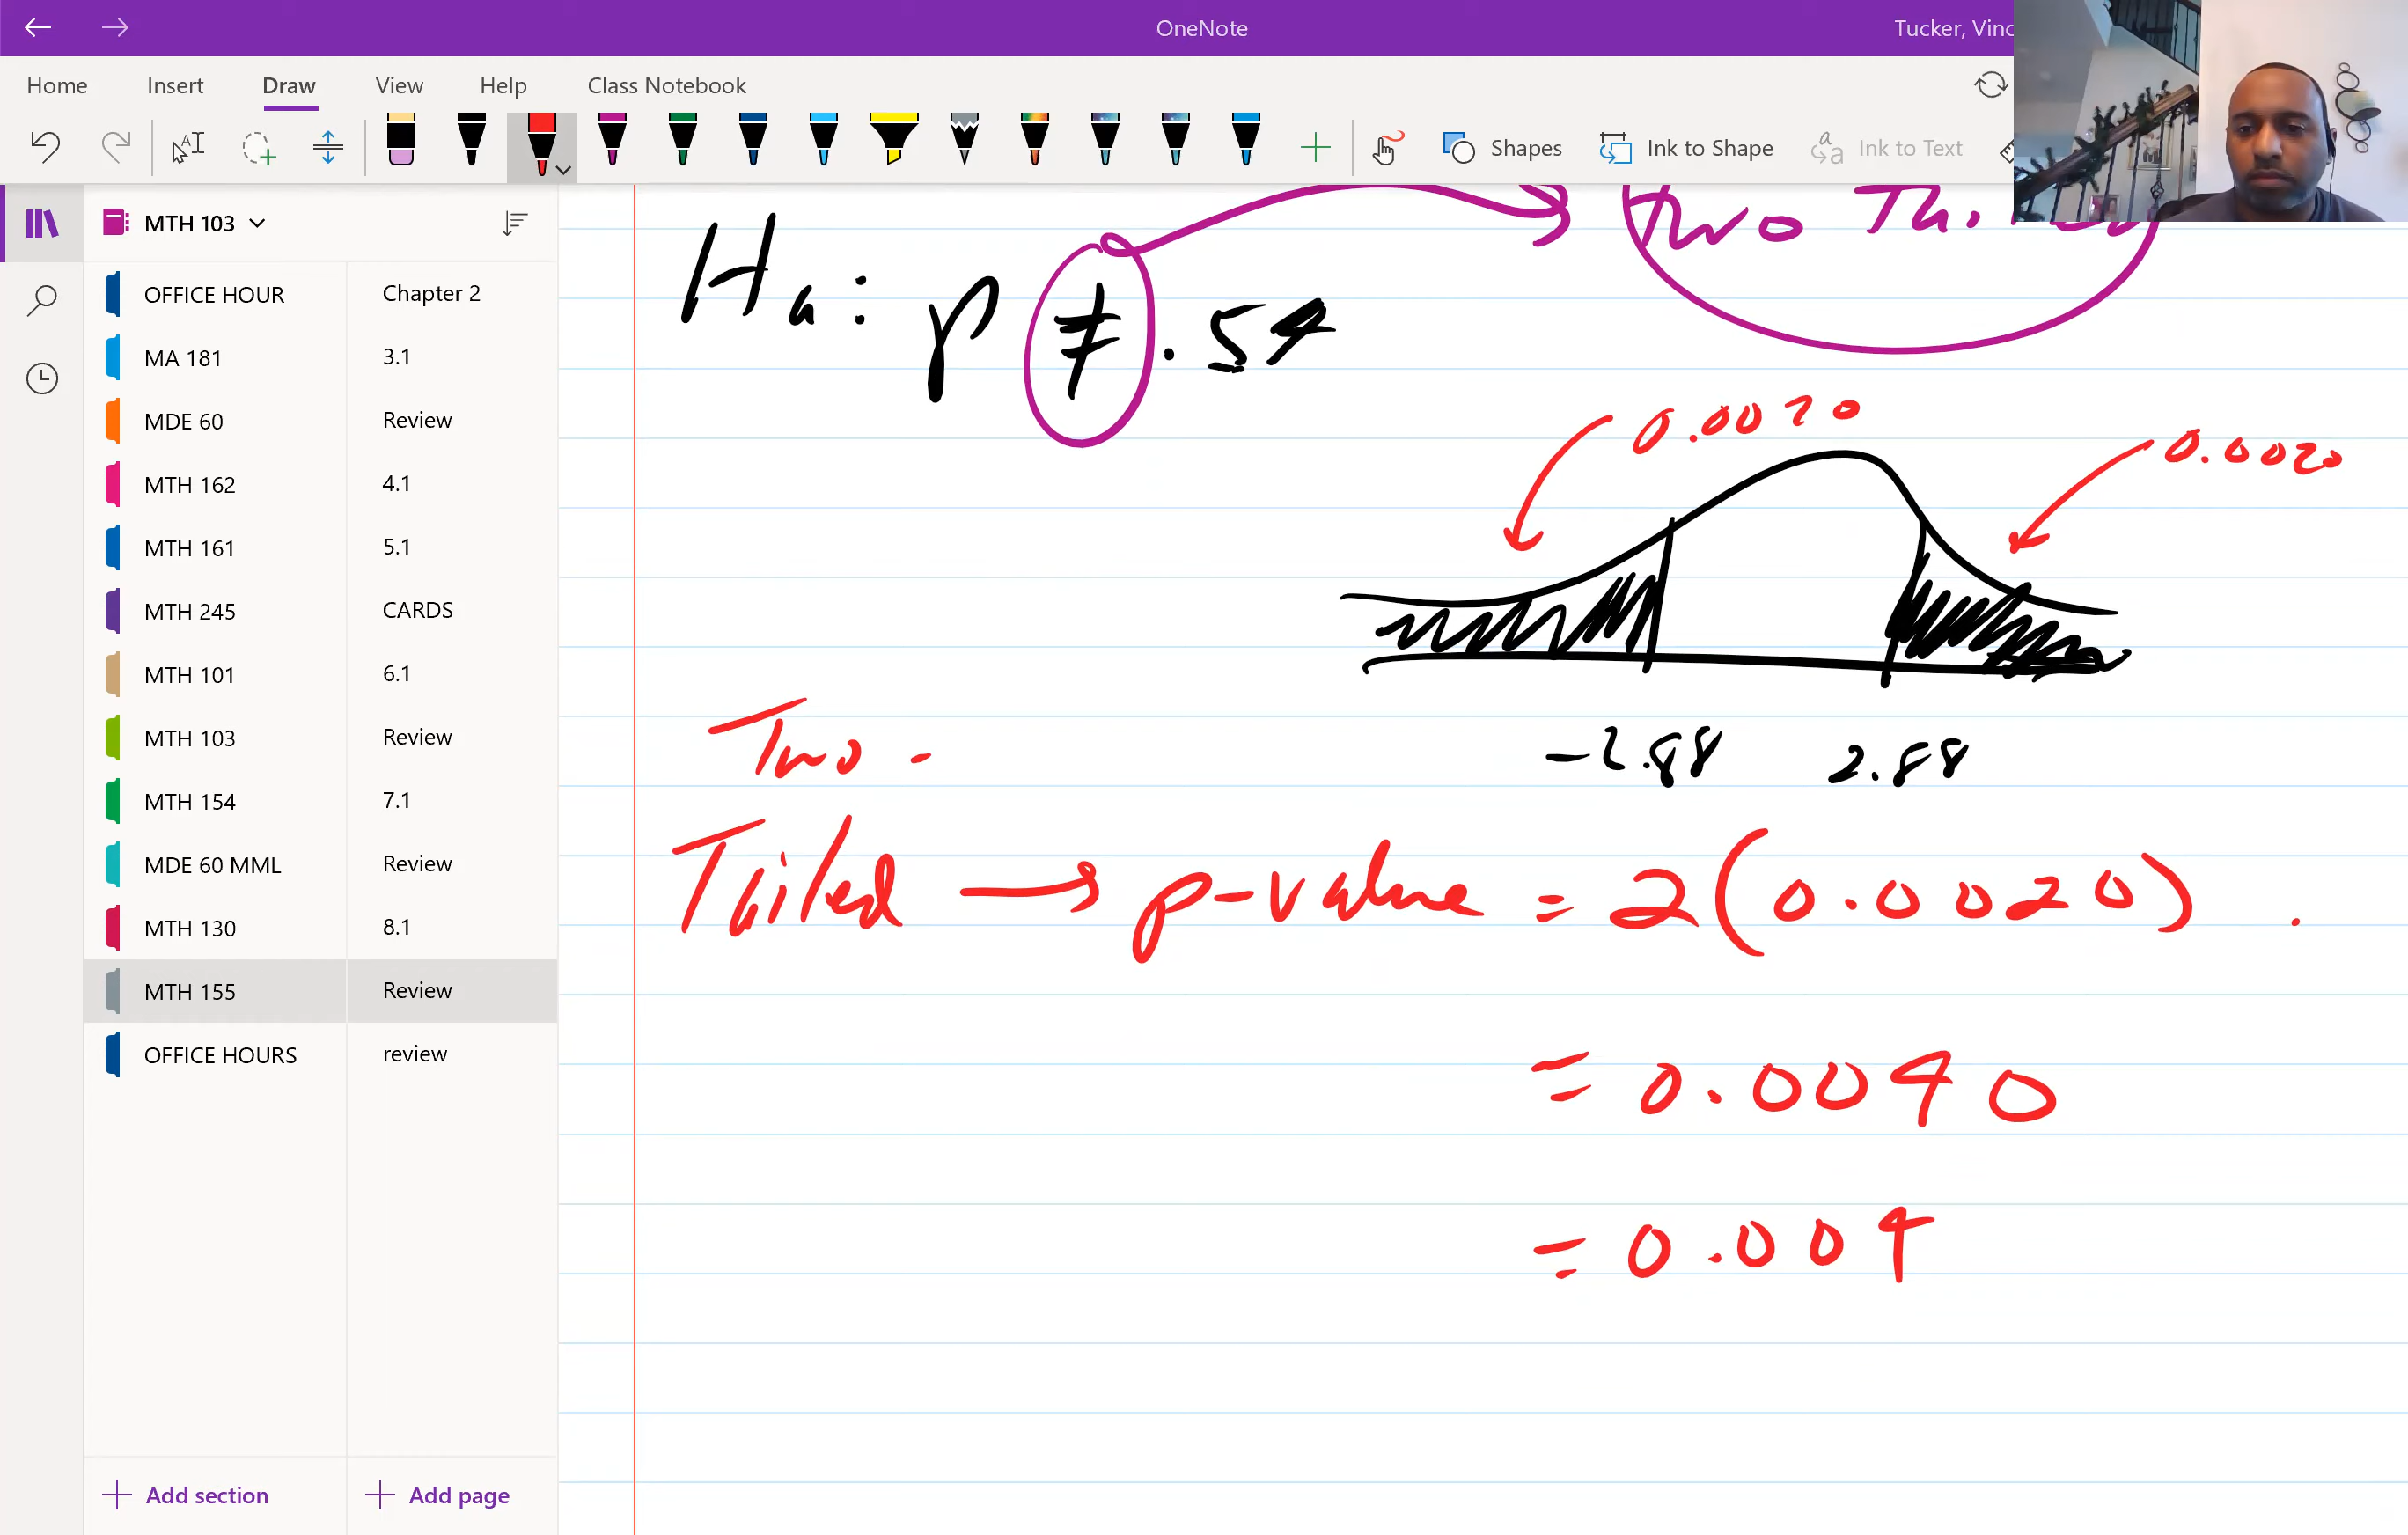 OneNote
Tucker, Vinc
Home Insert Draw View Help Class Notebook
Shapes Ink to Shape Ink to Text
MTH 103
OFFICE HOUR
MA 181
MDE 60
MTH 162
MTH 161
MTH 245
MTH 101
MTH 103
MTH 154
MDE 60 MML
MTH 130
MTH 155
OFFICE HOURS
Add section
Chapter 2
3.1
Review
4.1
5.1
CARDS
6.1
Review
7.1
Review
8.1
Review
review
Add page
Two
Ha: p ≠ .54
0.0020
0.0020
-2.88 2.88
Two -
Tailed → p-value = 2(0.0020) .
= 0.0040
= 0.004